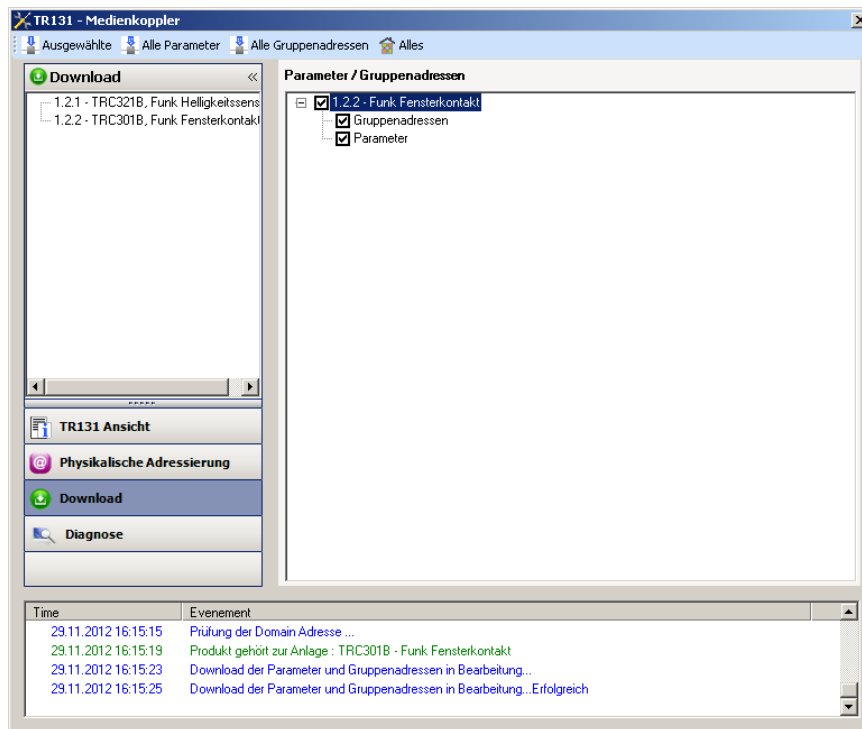 TR131 - Medienkoppler
Ausgewählte Alle Parameter Alle Gruppenadressen Alles
Download
1.2.1 - TRC321B, Funk Helligkeitssens
1.2.2 - TRC301B, Funk Fensterkontakt
TR131 Ansicht
Physikalische Adressierung
Download
Diagnose
Parameter / Gruppenadressen
1.2.2 - Funk Fensterkontakt
Gruppenadressen
Parameter
Time Evenement
29.11.2012 16:15:15 Prüfung der Domain Adresse ...
29.11.2012 16:15:19 Produkt gehört zur Anlage : TRC301B - Funk Fensterkontakt
29.11.2012 16:15:23 Download der Parameter und Gruppenadressen in Bearbeitung...
29.11.2012 16:15:25 Download der Parameter und Gruppenadressen in Bearbeitung...Erfolgreich